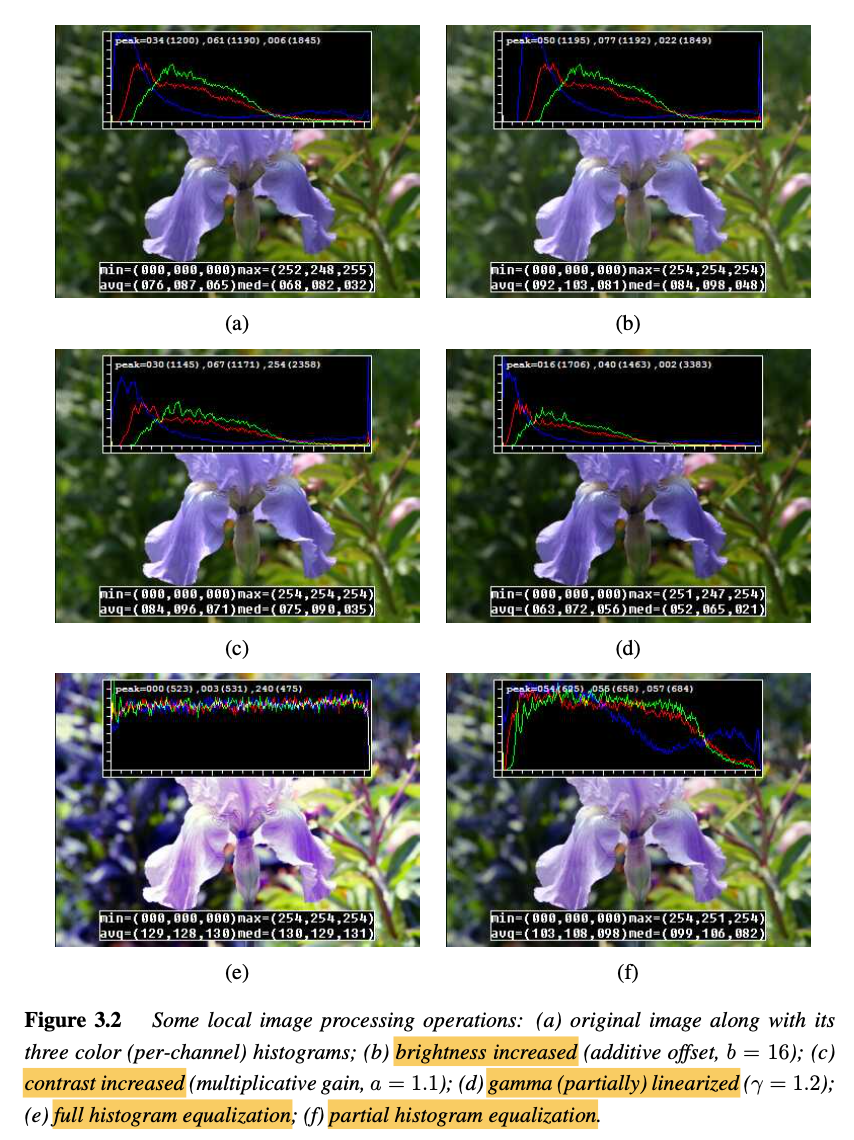 peak=034(1200),061(1190),006(1845)
min=(000,000,000)max=(252,248,255)
avg=(076,087,065)med=(068,082,032)
(a)
peak=050(1195),077(1192),022(1849)
min=(000,000,000)max=(254,254,254)
avg=(092,103,081)med=(084,098,048)
(b)
peak=030(1145),067(1171),254(2358)
min=(000,000,000)max=(254,254,254)
avg=(084,096,071)med=(075,090,035)
(c)
peak=016(1706),040(1463),002(3383)
min=(000,000,000)max=(251,247,254)
avg=(063,072,056)med=(052,065,021)
(d)
peak=000(523),003(531),240(475)
min=(000,000,000)max=(254,254,254)
avg=(129,128,130)med=(130,129,131)
(e)
min=(000,000,000)max=(254,251,254)
avg=(103,108,098)med=(099,106,082)
(f)
Figure 3.2 Some local image processing operations: (a) original image along with its
three color (per-channel) histograms; (b) brightness increased (additive offset, b = 16); (c)
contrast increased (multiplicative gain, a = 1.1); (d) gamma (partially) linearized (γ = 1.2);
(e) full histogram equalization; (f) partial histogram equalization.